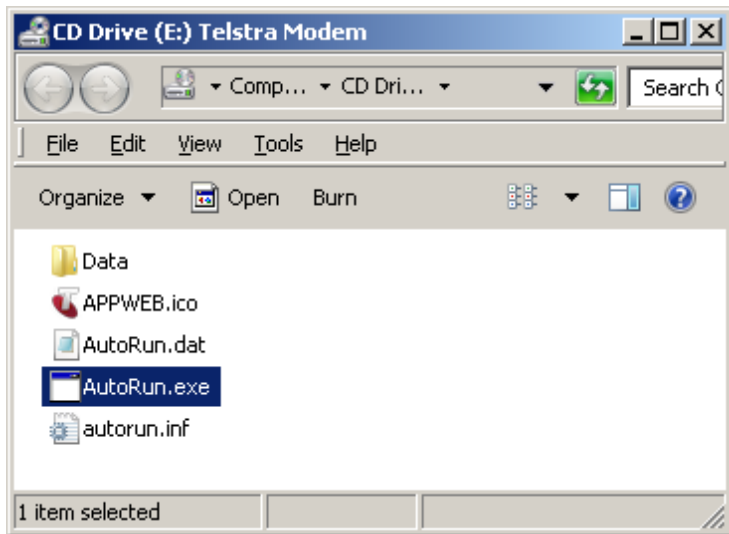 CD Drive (E:) Telstra Modem
Comp... CD Dri... Search
File Edit View Tools Help
Organize Open Burn
Data
APPWEB.ico
AutoRun.dat
AutoRun.exe
autorun.inf
1 item selected